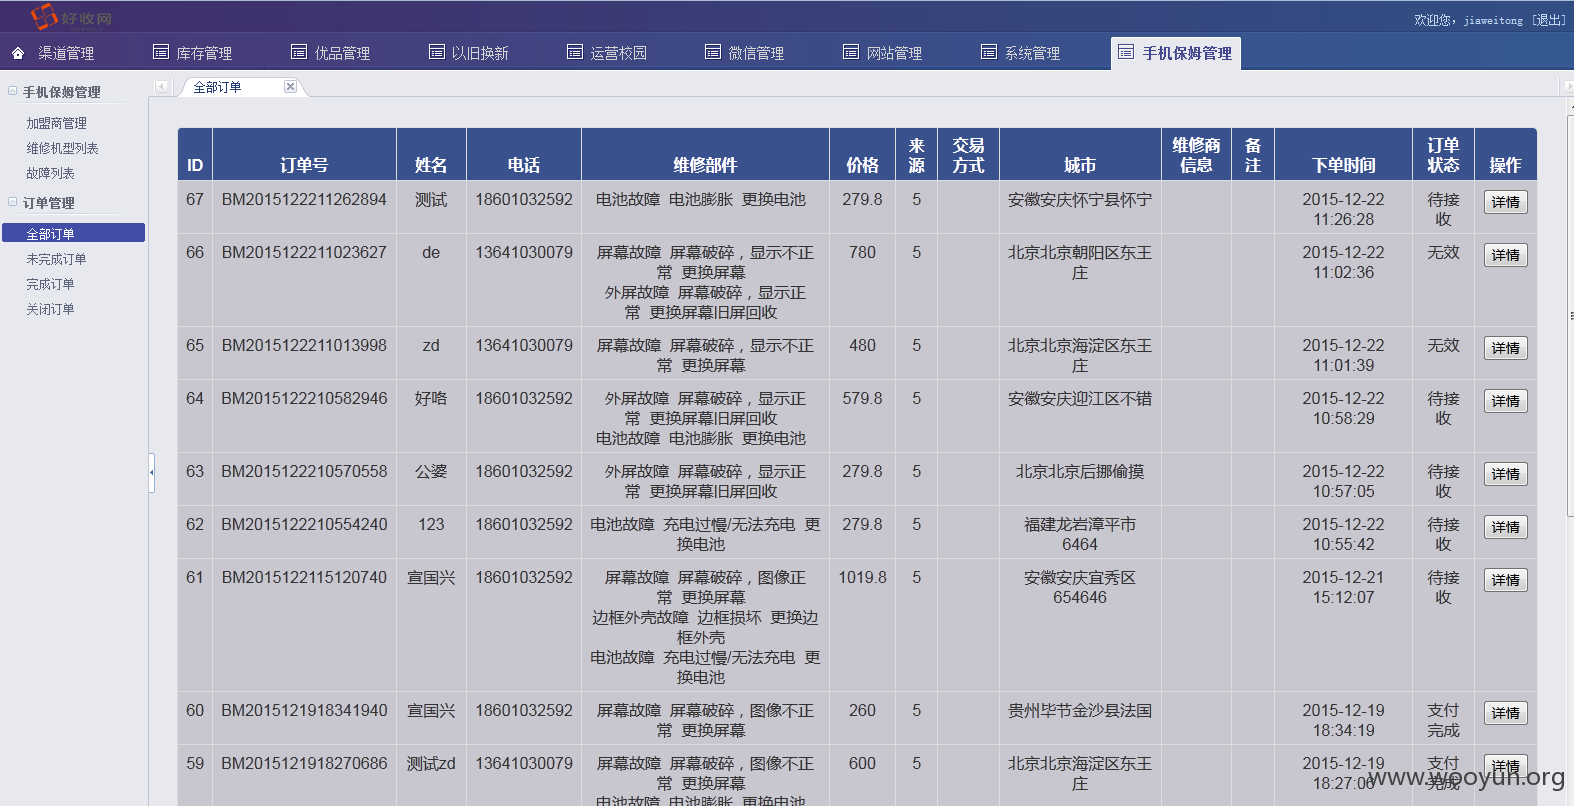 好收网
欢迎您，jiaweitong [退出]
渠道管理 库存管理 优品管理 以旧换新 运营校园 微信管理 网站管理 系统管理 手机保姆管理
手机保姆管理
加盟商管理
维修机型列表
故障列表
订单管理
全部订单
未完成订单
完成订单
关闭订单
全部订单
ID 订单号 姓名 电话 维修部件 价格 来源 交易方式 城市 维修商信息 备注 下单时间 订单状态 操作
67 BM2015122211262894 测试 18601032592 电池故障 电池膨胀 更换电池 279.8 5 安徽安庆怀宁县怀宁 2015-12-22 待接 详情
11:26:28 收
66 BM2015122211023627 de 13641030079 屏幕故障 屏幕破碎，显示不正 780 5 北京北京朝阳区东王 2015-12-22 无效 详情
常 更换屏幕 庄 11:02:36
外屏故障 屏幕破碎，显示正
常 更换屏幕旧屏回收
65 BM2015122211013998 zd 13641030079 屏幕故障 屏幕破碎，显示不正 480 5 北京北京海淀区东王 2015-12-22 无效 详情
常 更换屏幕 庄 11:01:39
64 BM2015122210582946 好咯 18601032592 外屏故障 屏幕破碎，显示正 579.8 5 安徽安庆迎江区不错 2015-12-22 待接 详情
常 更换屏幕旧屏回收 10:58:29 收
电池故障 电池膨胀 更换电池
63 BM2015122210570558 公婆 18601032592 外屏故障 屏幕破碎，显示正 279.8 5 北京北京后挪偷摸 2015-12-22 待接 详情
常 更换屏幕旧屏回收 10:57:05 收
62 BM2015122210554240 123 18601032592 电池故障 充电过慢/无法充电 更 279.8 5 福建龙岩漳平市 2015-12-22 待接 详情
换电池 6464 10:55:42 收
61 BM2015122115120740 宣国兴 18601032592 屏幕故障 屏幕破碎，图像正 1019.8 5 安徽安庆宜秀区 2015-12-21 待接 详情
常 更换屏幕 654646 15:12:07 收
边框外壳故障 边框损坏 更换边
框外壳
电池故障 充电过慢/无法充电 更
换电池
60 BM2015121918341940 宣国兴 18601032592 屏幕故障 屏幕破碎，图像不正 260 5 贵州毕节金沙县法国 2015-12-19 支付 详情
常 更换屏幕 18:34:19 完成
59 BM2015121918270686 测试zd 13641030079 屏幕故障 屏幕破碎，图像不正 600 5 北京北京海淀区东王 2015-12-19 支付 详情
常 更换屏幕 庄 18:27:06 完成
电池故障 电池膨胀 更换电池
www.wooyun.org